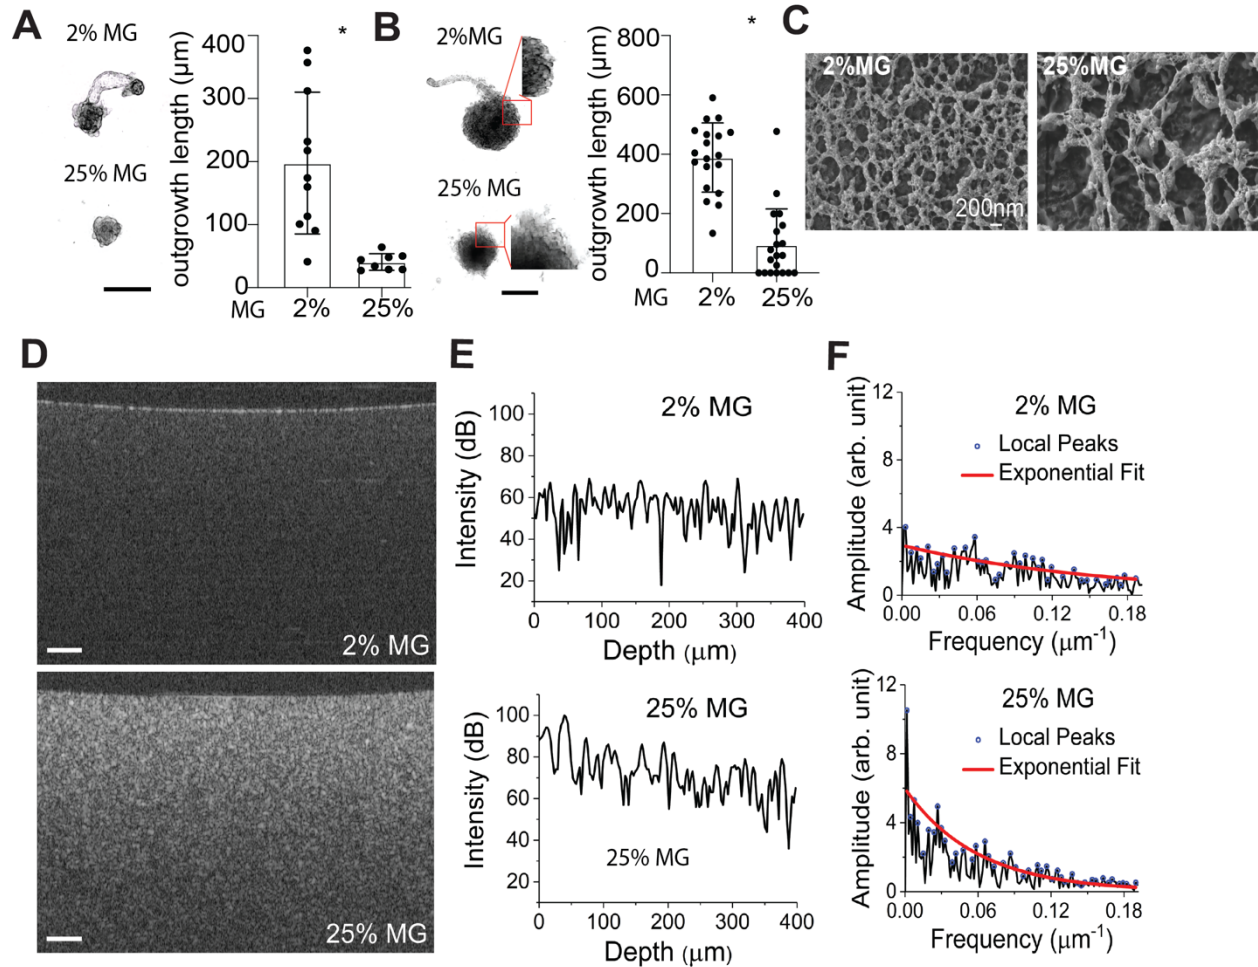 A
2% MG
25% MG
outgrowth length (µm)
400
300
200
100
0
*
MG 2% 25%
B
2%MG
25% MG
outgrowth length (µm)
800
600
400
200
0
*
MG 2% 25%
C
2%MG
200nm
25%MG
D
2% MG
25% MG
E
2% MG
Intensity (dB)
100
80
60
40
20
0 100 200 300 400
Depth (µm)
25% MG
Intensity (dB)
100
80
60
40
20
25% MG
0 100 200 300 400
Depth (µm)
F
2% MG
Local Peaks
Exponential Fit
Amplitude (arb. unit)
12
8
4
0
0.00 0.06 0.12 0.18
Frequency (µm-1)
25% MG
Local Peaks
Exponential Fit
Amplitude (arb. unit)
12
8
4
0
0.00 0.06 0.12 0.18
Frequency (µm-1)